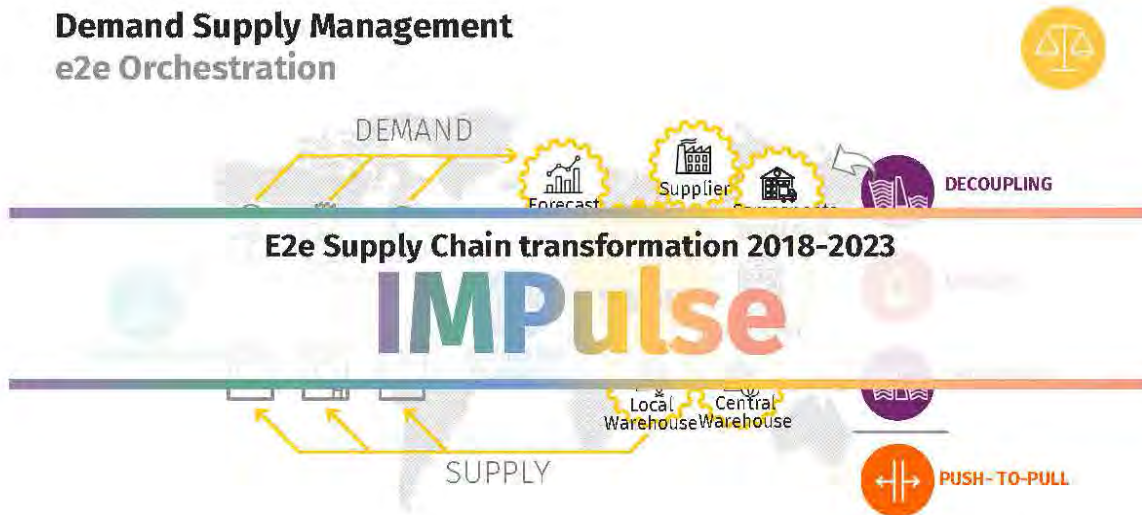 Demand Supply Management
e2e Orchestration
DEMAND
Forecast
Supplier
Components
DECOUPLING
E2e Supply Chain transformation 2018-2023
IMPulse
Local
Warehouse
Central
Warehouse
SUPPLY
PUSH-TO-PULL